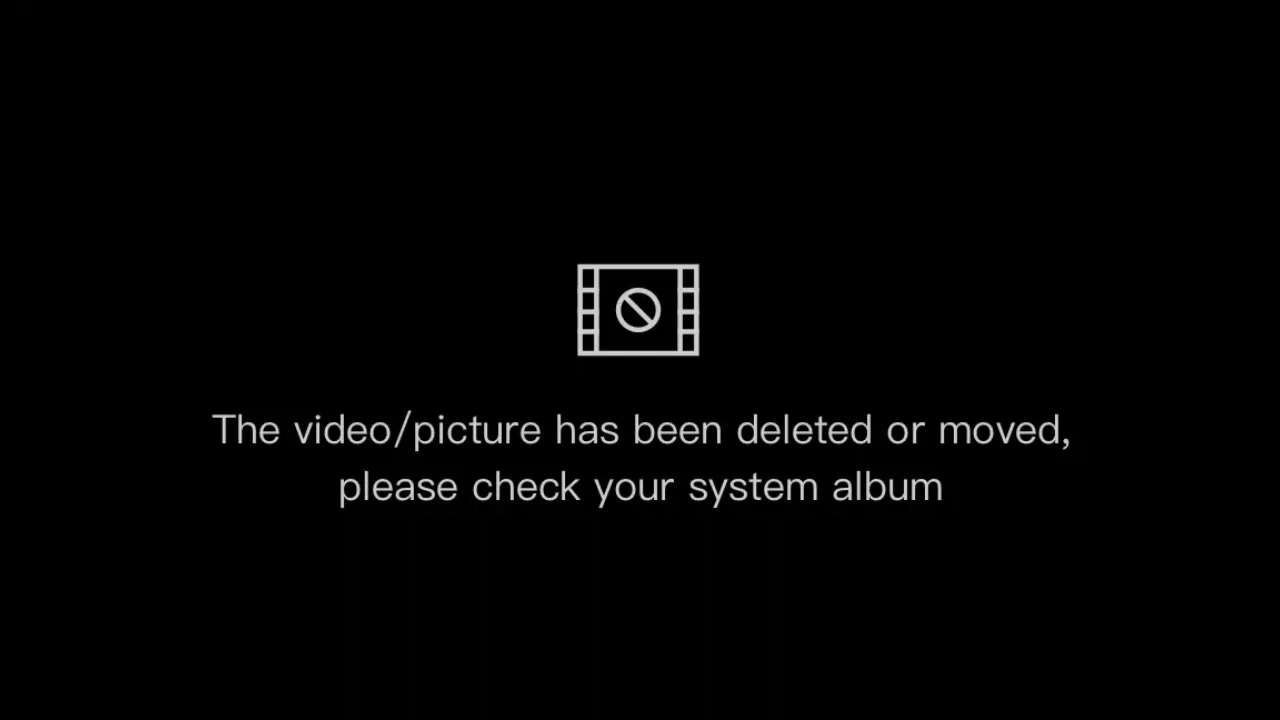 The video/picture has been deleted or moved,
please check your system album